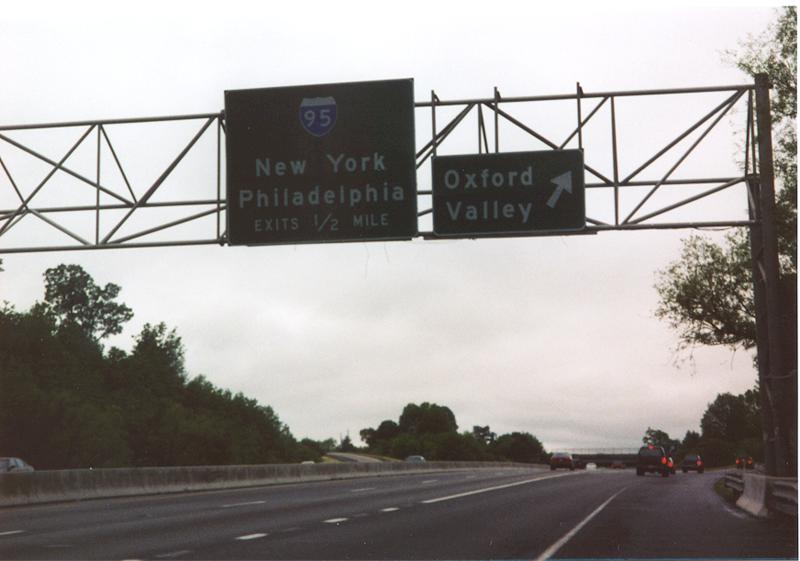 95
New York
Philadelphia
EXITS 1/2 MILE
Oxford
Valley